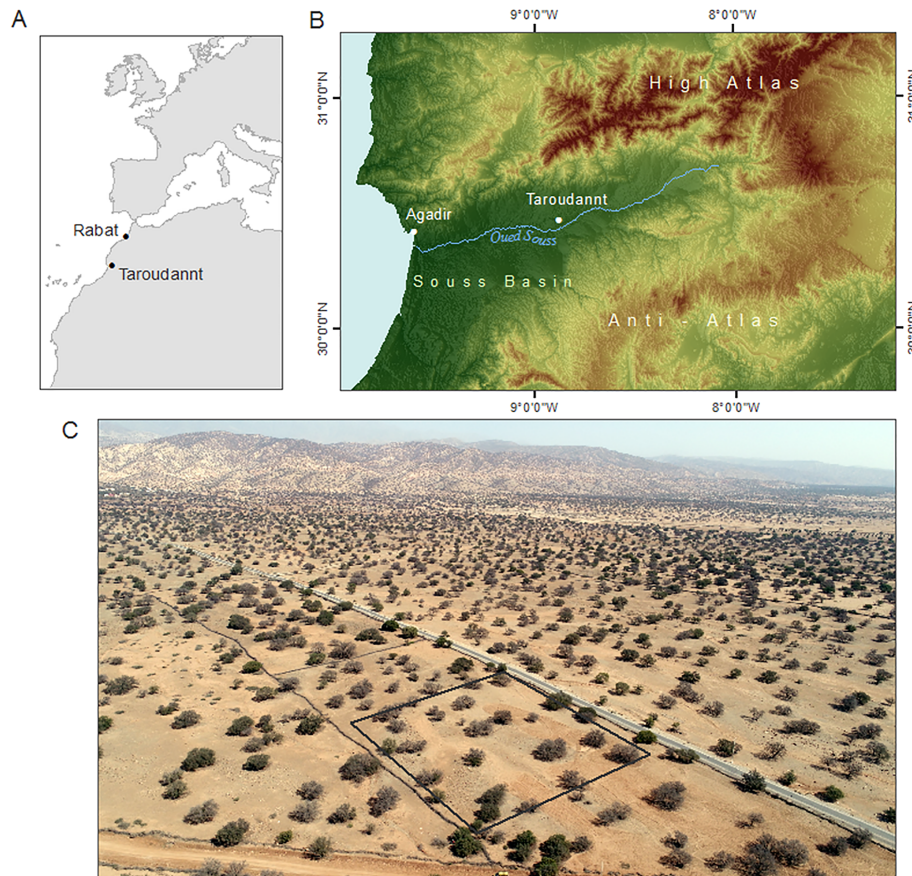 A
B
9°0'0"W
8°0'0"W
Rabat
Taroudannt
31°0'0"N
30°0'0"N
High Atlas
Taroudannt
Agadir
Oued Souss
Souss Basin
Anti - Atlas
9°0'0"W
8°0'0"W
C